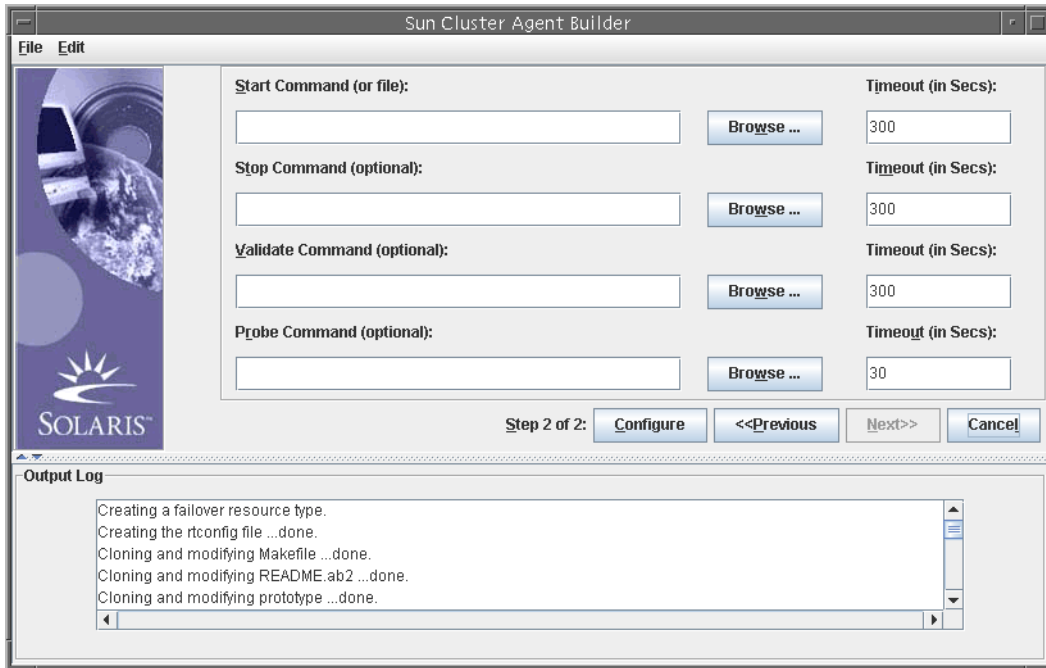 Sun Cluster Agent Builder
File Edit
Start Command (or file): Timeout (in Secs):
Browse ... 300
Stop Command (optional): Timeout (in Secs):
Browse ... 300
Validate Command (optional): Timeout (in Secs):
Browse ... 300
Probe Command (optional): Timeout (in Secs):
Browse ... 30
SOLARIS™
Step 2 of 2: Configure <<Previous Next>> Cancel
Output Log
Creating a failover resource type.
Creating the rtconfig file ...done.
Cloning and modifying Makefile ...done.
Cloning and modifying README.ab2 ...done.
Cloning and modifying prototype ...done.